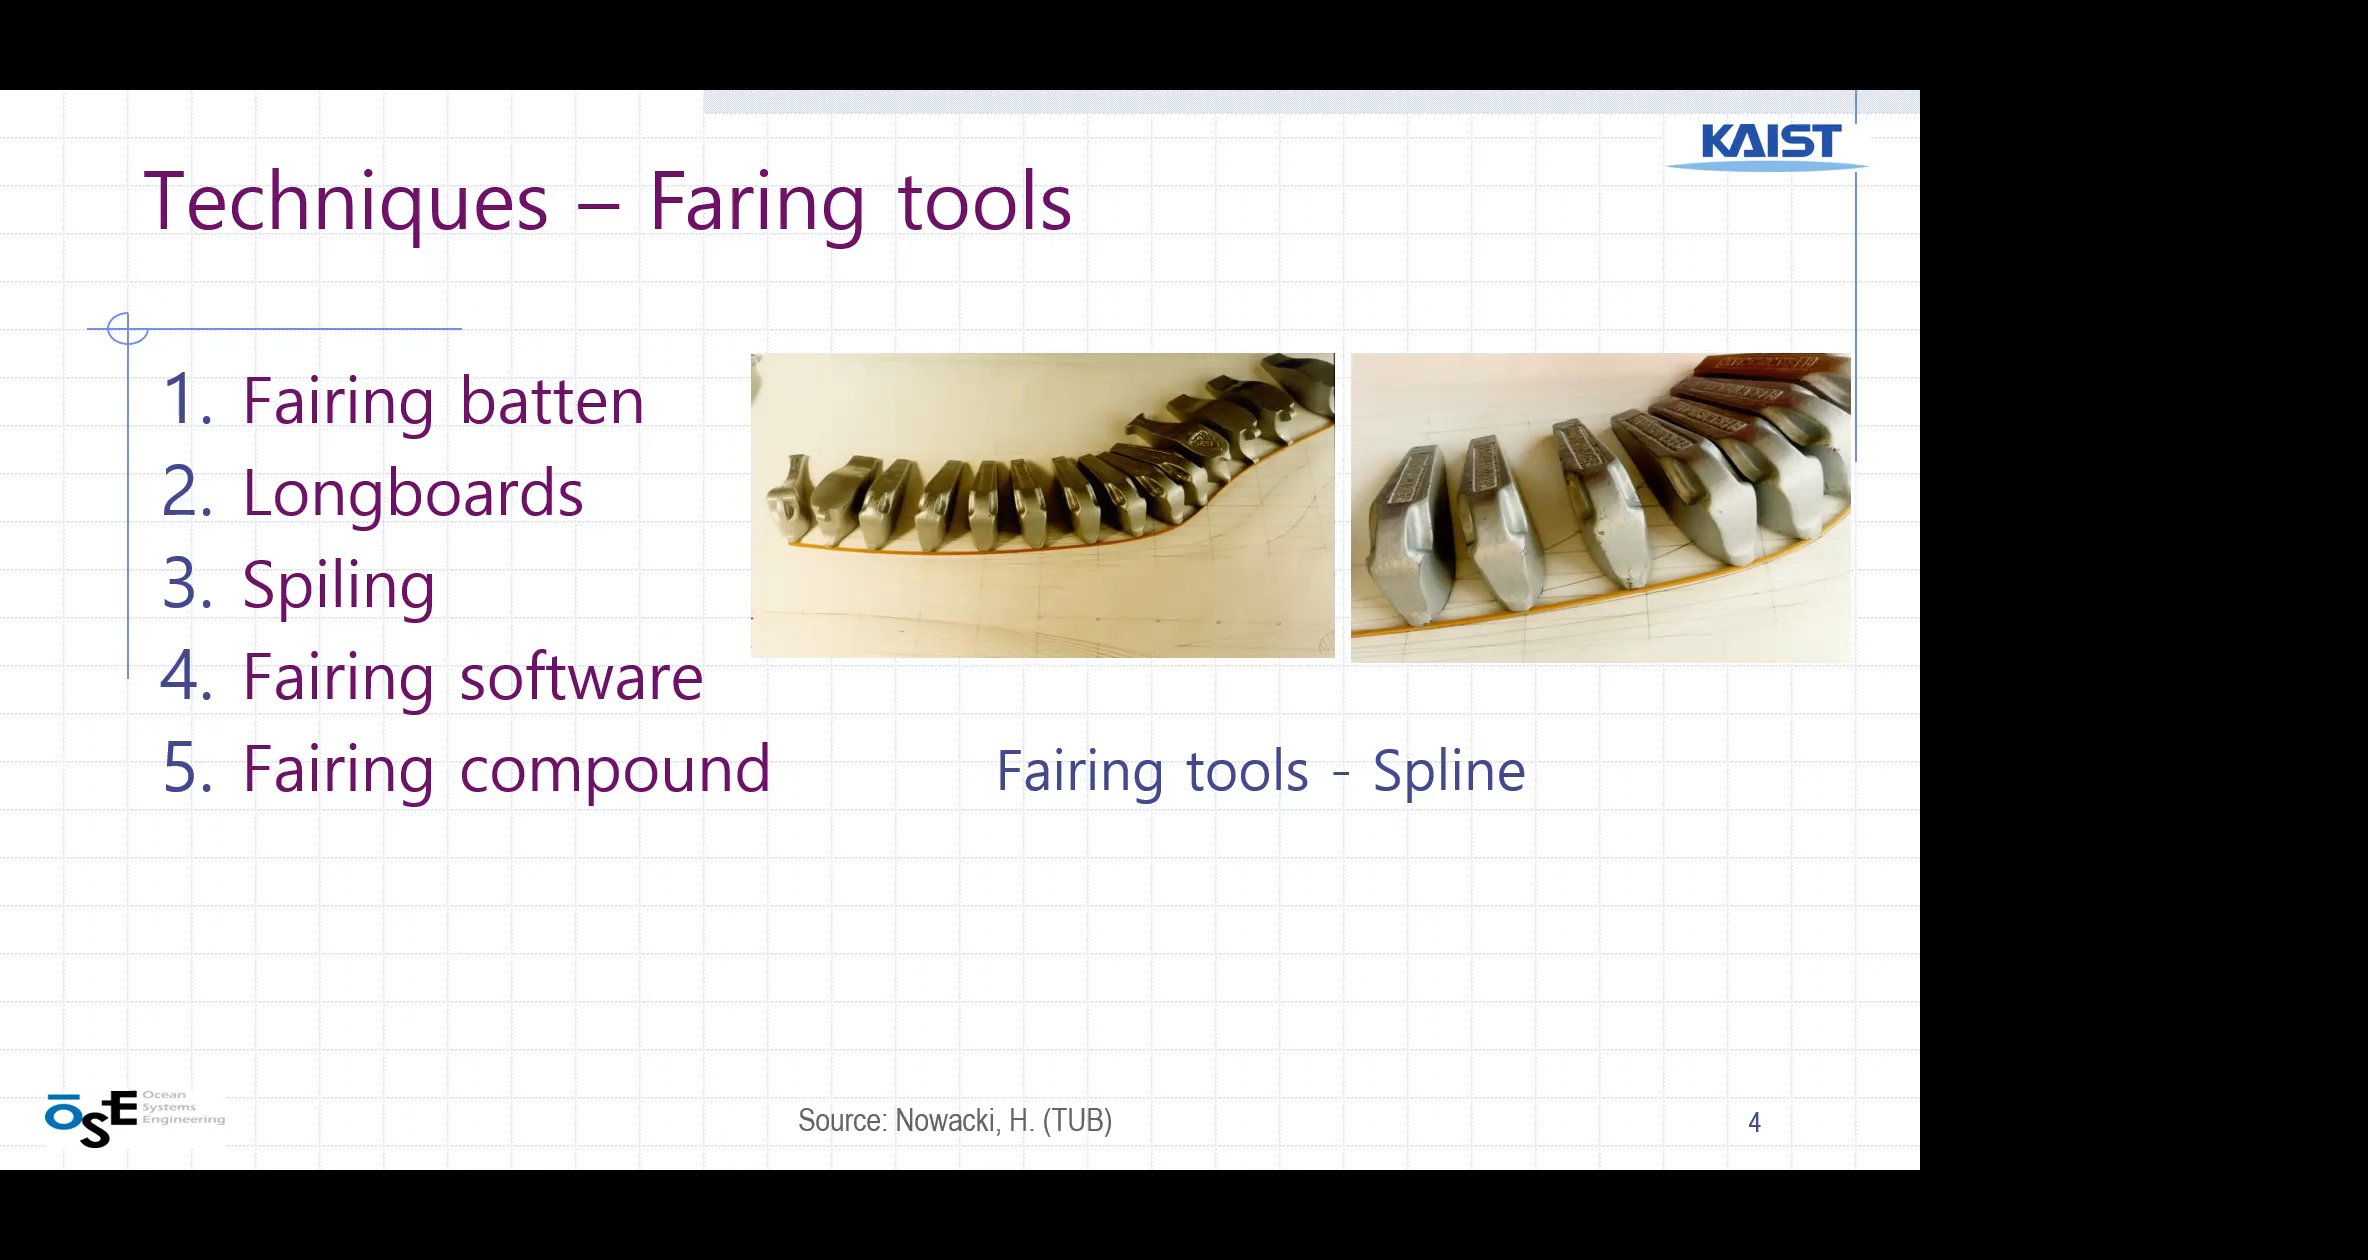 KAIST
Techniques – Faring tools
1. Fairing batten
2. Longboards
3. Spiling
4. Fairing software
5. Fairing compound
Fairing tools - Spline
OSE Ocean
Systems
Engineering
Source: Nowacki, H. (TUB)
4